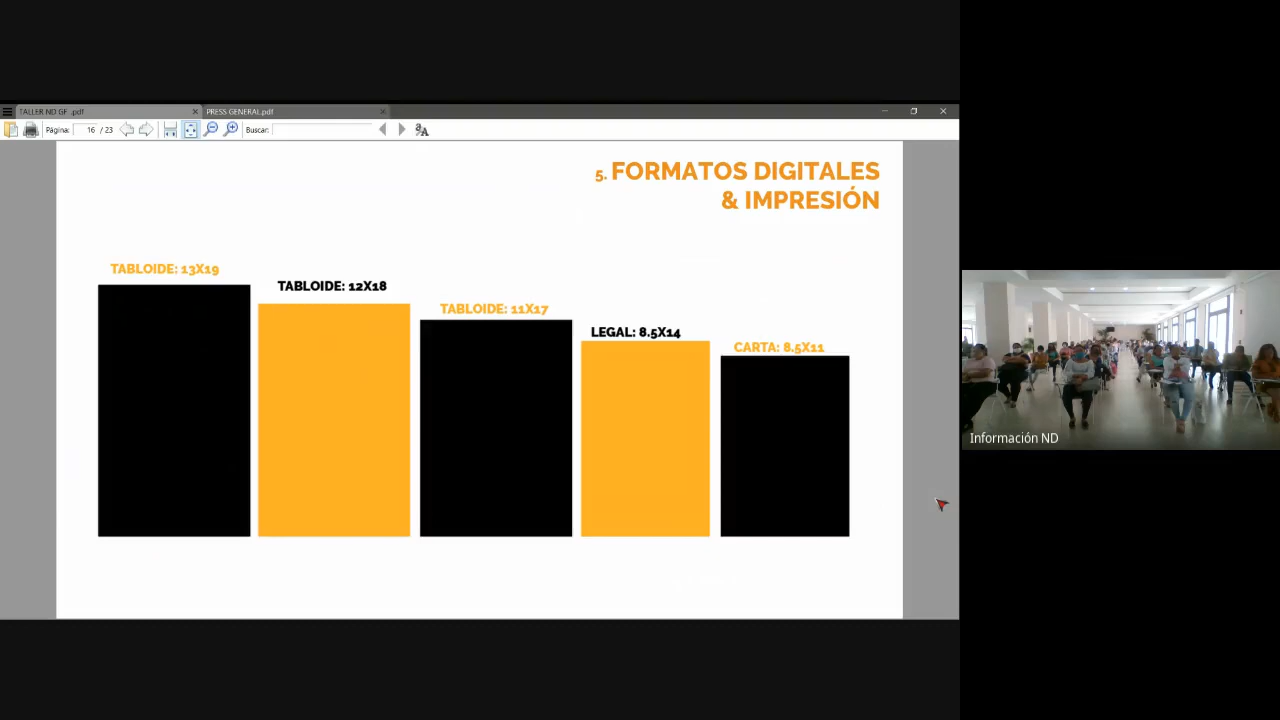 TALLER ND GF .pdf
PRESS GENERAL.pdf
Página: 16 / 23
Buscar:
5. FORMATOS DIGITALES
& IMPRESIÓN
TABLOIDE: 13X19
TABLOIDE: 12X18
TABLOIDE: 11X17
LEGAL: 8.5X14
CARTA: 8.5X11
Información ND